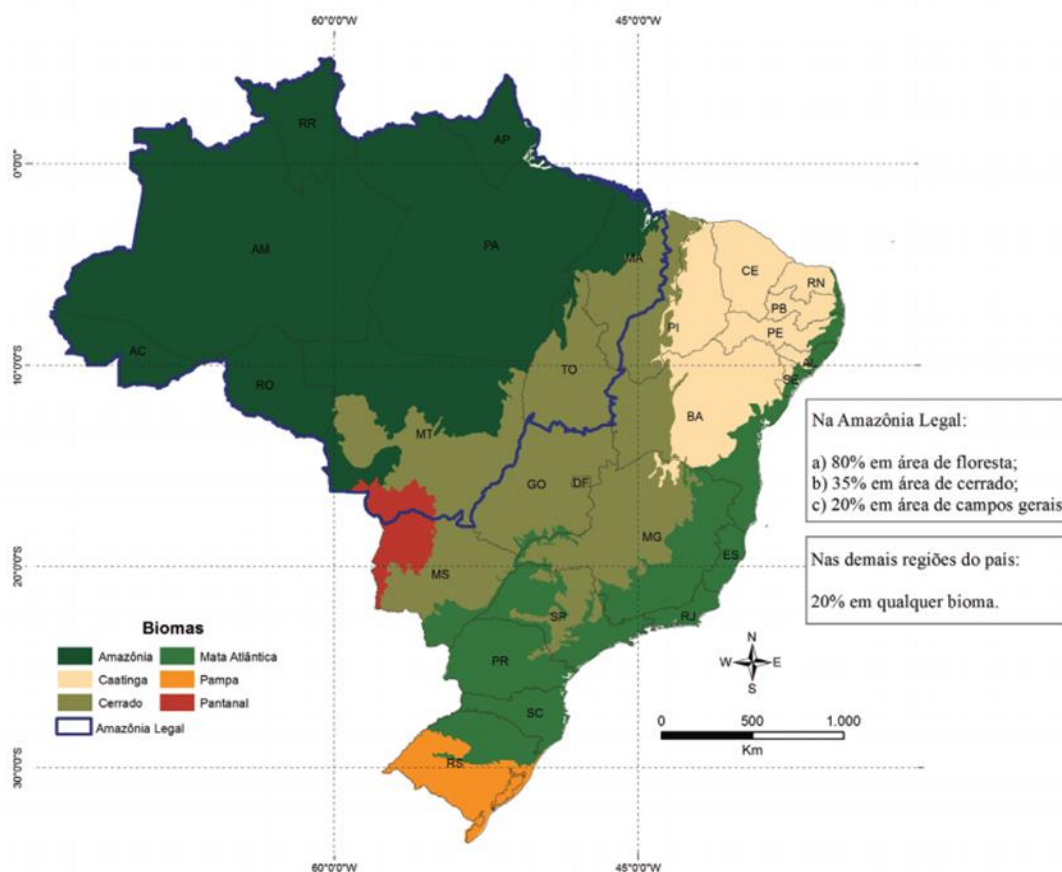 60°0'0"W
45°0'0"W
0°0'0"
10°0'0"S
20°0'0"S
30°0'0"S
RR
AP
AM
PA
MA
CE
RN
PB
PE
PI
AL
SE
AC
RO
TO
BA
MT
GO
DF
MG
ES
MS
SP
RJ
PR
SC
RS
Na Amazônia Legal:
a) 80% em área de floresta;
b) 35% em área de cerrado;
c) 20% em área de campos gerais
Nas demais regiões do país:
20% em qualquer bioma.
Biomas
Amazônia
Mata Atlântica
Caatinga
Pampa
Cerrado
Pantanal
Amazônia Legal
N
W
E
S
0
500
1.000
Km
60°0'0"W
45°0'0"W